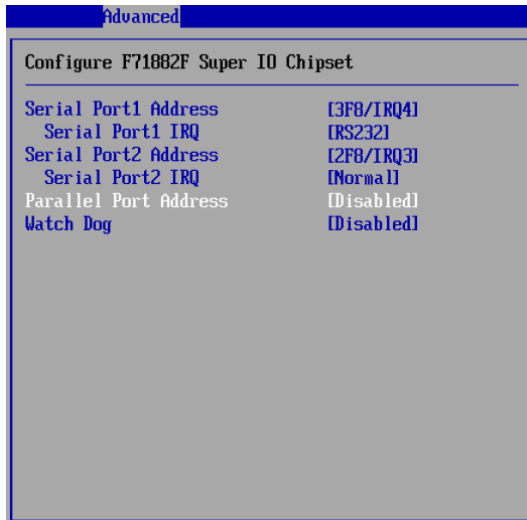 Advanced
Configure F71882F Super IO Chipset
Serial Port1 Address [3F8/IRQ4]
Serial Port1 IRQ [RS232]
Serial Port2 Address [2F8/IRQ3]
Serial Port2 IRQ [Normal]
Parallel Port Address [Disabled]
Watch Dog [Disabled]